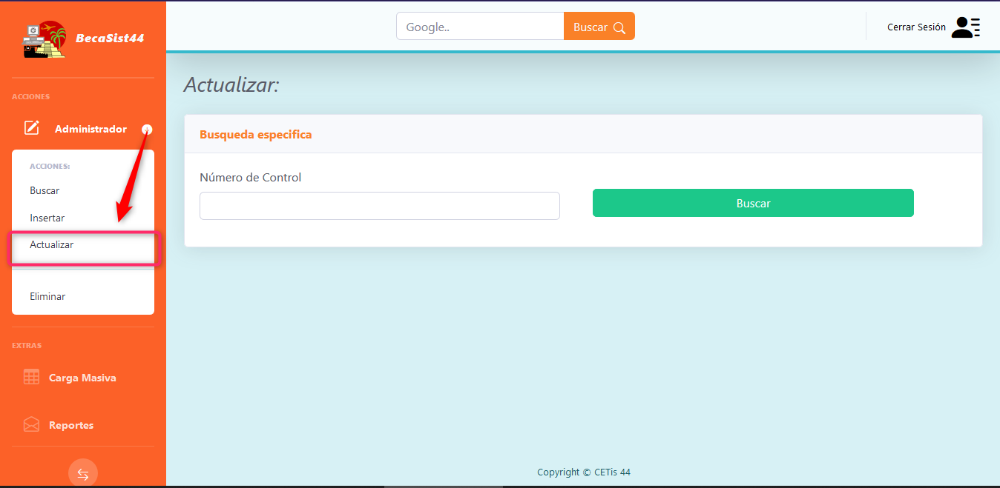 BecaSist44
Google..
Buscar
Cerrar Sesión
ACCIONES
Administrador
ACCIONES:
Buscar
Insertar
Actualizar
Eliminar
EXTRAS
Carga Masiva
Reportes
Actualizar:
Busqueda especifica
Número de Control
Buscar
Copyright © CETis 44